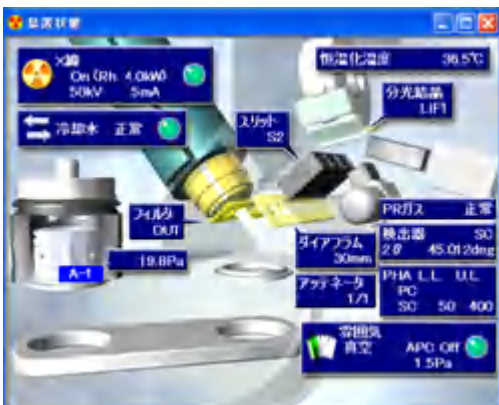 装置状態
X線
On (Rh 4.0kW)
50kV 5mA
恒温化温度 36.5℃
分光結晶
LiF1
冷却水 正常
スリット
S2
フィルタ
OUT
PRガス 正常
ダイアフラム
30mm
検出器 SC
2θ 45.012deg
19.8Pa
A-1
アッテネータ
1/1
PHA L.L. U.L.
PC
SC 50 400
雰囲気
真空 APC Off
1.5Pa